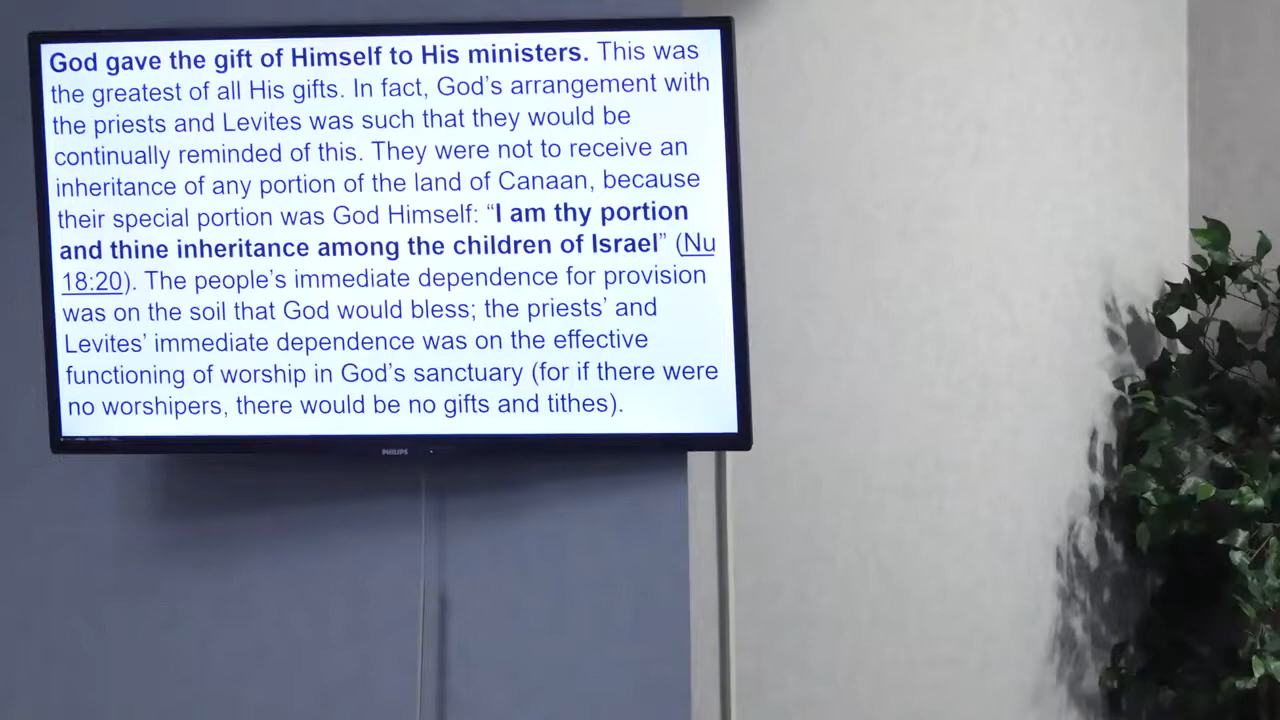 God gave the gift of Himself to His ministers. This was
the greatest of all His gifts. In fact, God’s arrangement with
the priests and Levites was such that they would be
continually reminded of this. They were not to receive an
inheritance of any portion of the land of Canaan, because
their special portion was God Himself: “I am thy portion
and thine inheritance among the children of Israel” (Nu
18:20). The people’s immediate dependence for provision
was on the soil that God would bless; the priests’ and
Levites’ immediate dependence was on the effective
functioning of worship in God’s sanctuary (for if there were
no worshipers, there would be no gifts and tithes).
PHILIPS